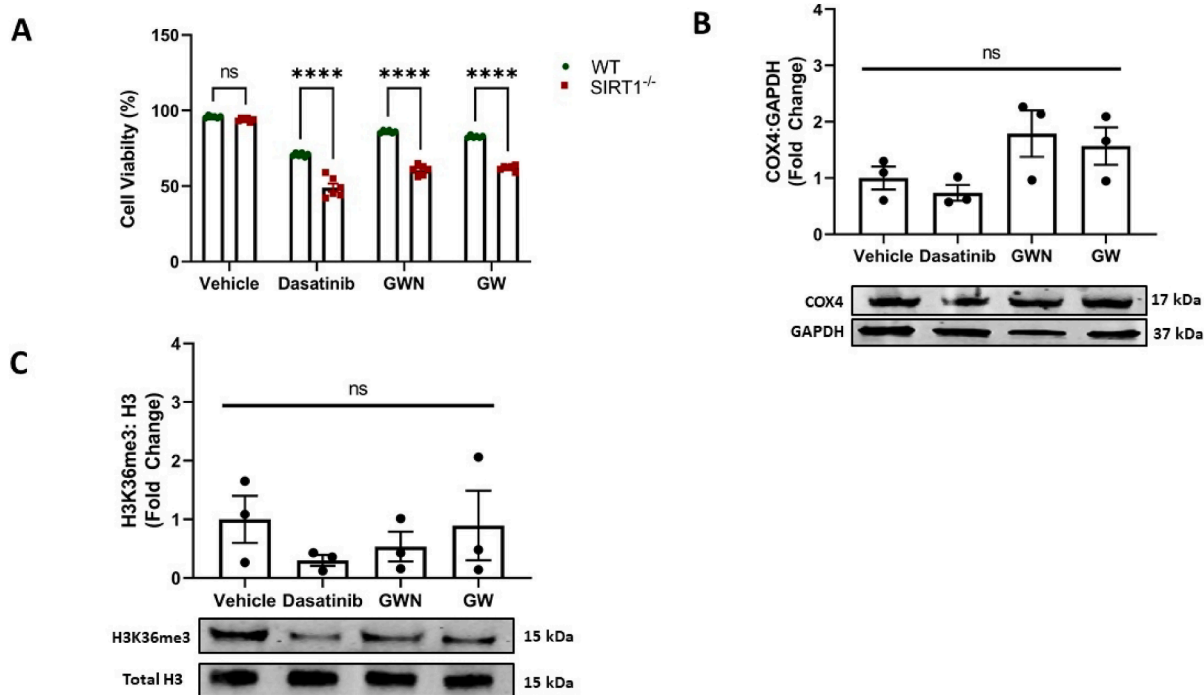 A
150
100
50
0
Cell Viabilty (%)
ns
****
****
****
WT
SIRT1-/-
Vehicle
Dasatinib
GWN
GW
B
4
3
2
1
0
COX4:GAPDH
(Fold Change)
ns
Vehicle
Dasatinib
GWN
GW
COX4
17 kDa
GAPDH
37 kDa
C
4
3
2
1
0
H3K36me3: H3
(Fold Change)
ns
Vehicle
Dasatinib
GWN
GW
H3K36me3
15 kDa
Total H3
15 kDa